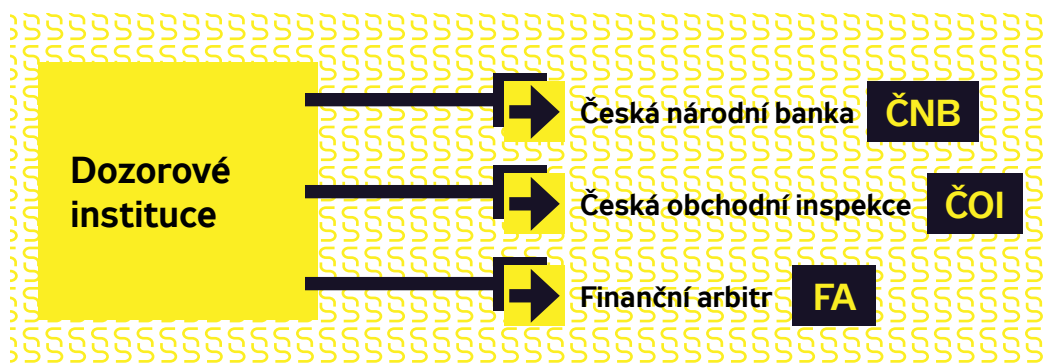 Dozorové
instituce
Česká národní banka ČNB
Česká obchodní inspekce ČOI
Finanční arbitr FA